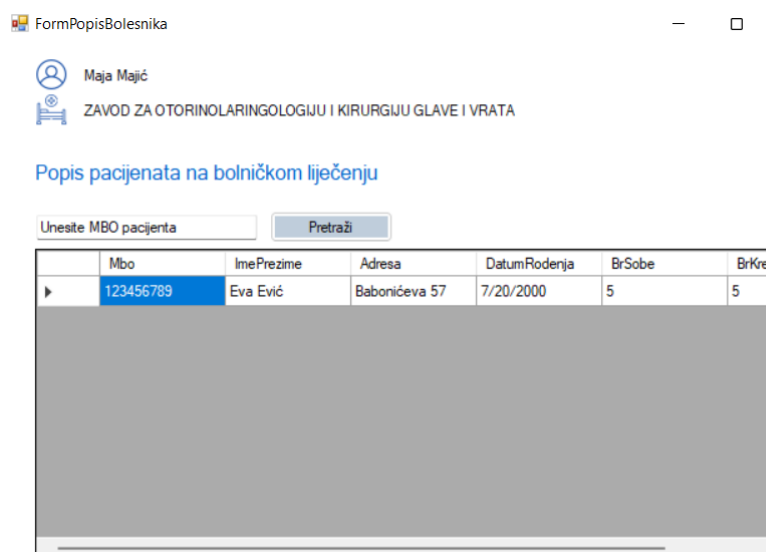 FormPopisBolesnika
Maja Majić
ZAVOD ZA OTORINOLARINGOLOGIJU I KIRURGIJU GLAVE I VRATA
Popis pacijenata na bolničkom liječenju
Unesite MBO pacijenta Pretraži
Mbo ImePrezime Adresa DatumRodenja BrSobe BrKre
123456789 Eva Ević Babonićeva 57 7/20/2000 5 5